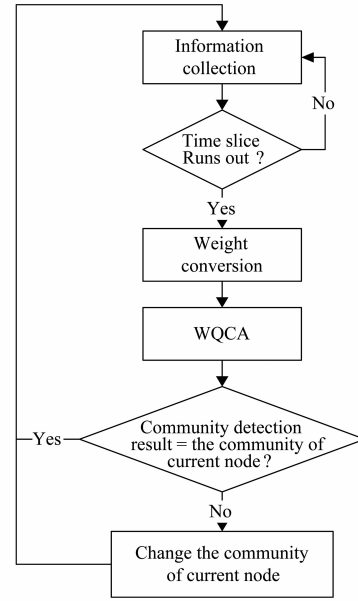 Information
collection
No
Time slice
Runs out ?
Yes
Weight
conversion
WQCA
Community detection
result = the community of
current node ?
Yes
No
Change the community
of current node